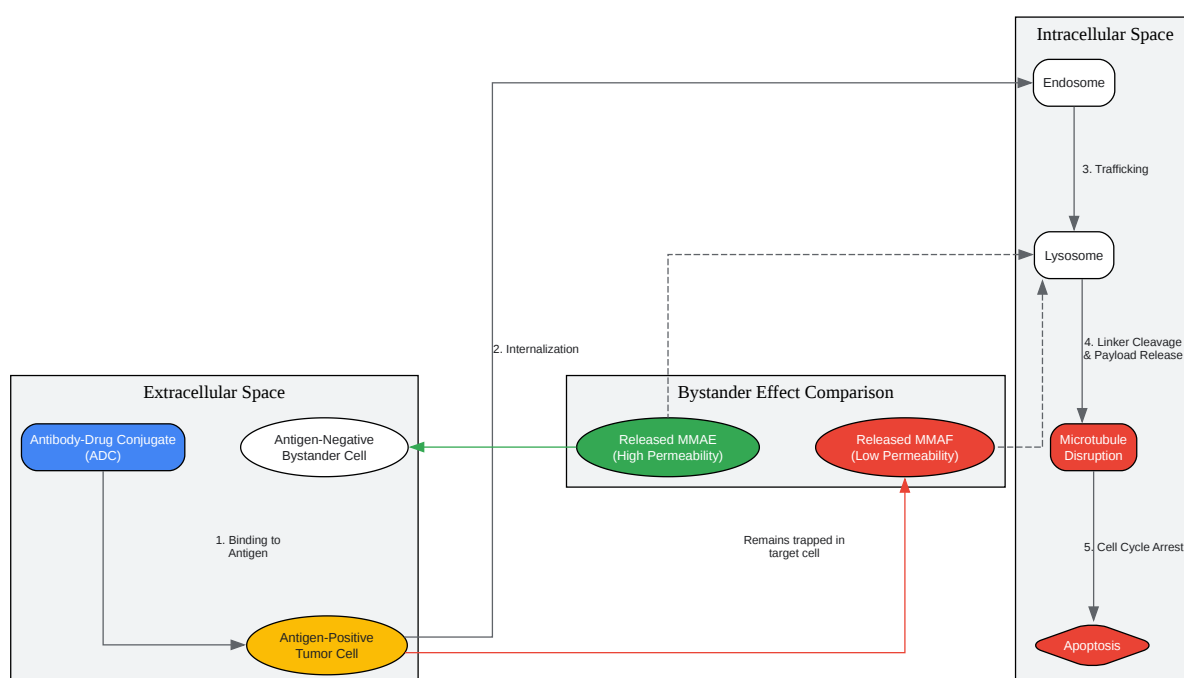 Intracellular Space
Endosome
3. Trafficking
Lysosome
2. Internalization
4. Linker Cleavage
& Payload Release
Extracellular Space
Bystander Effect Comparison
Antibody-Drug Conjugate
(ADC)
Antigen-Negative
Bystander Cell
Released MMAE
(High Permeability)
Released MMAF
(Low Permeability)
Microtubule
Disruption
1. Binding to
Antigen
Remains trapped in
target cell
5. Cell Cycle Arrest
Antigen-Positive
Tumor Cell
Apoptosis